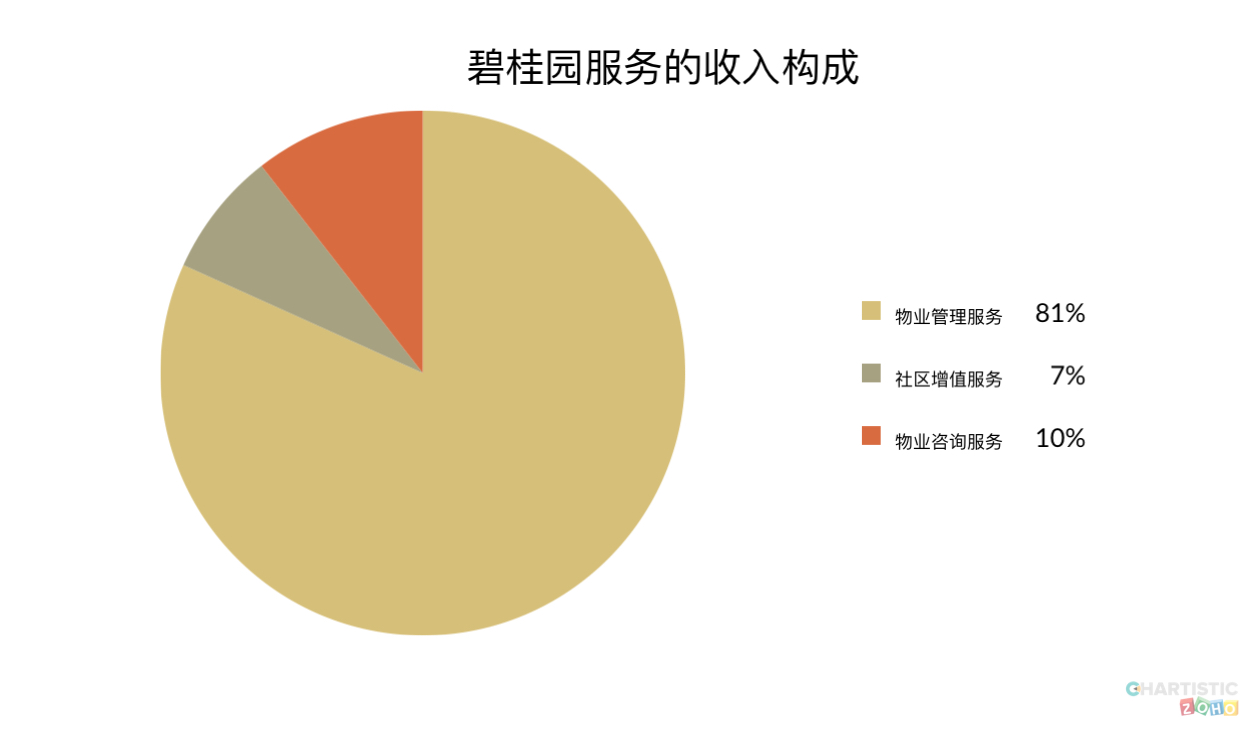 碧桂园服务的收入构成
物业管理服务 81%
社区增值服务 7%
物业咨询服务 10%
CHARTISTIC
ZOHO